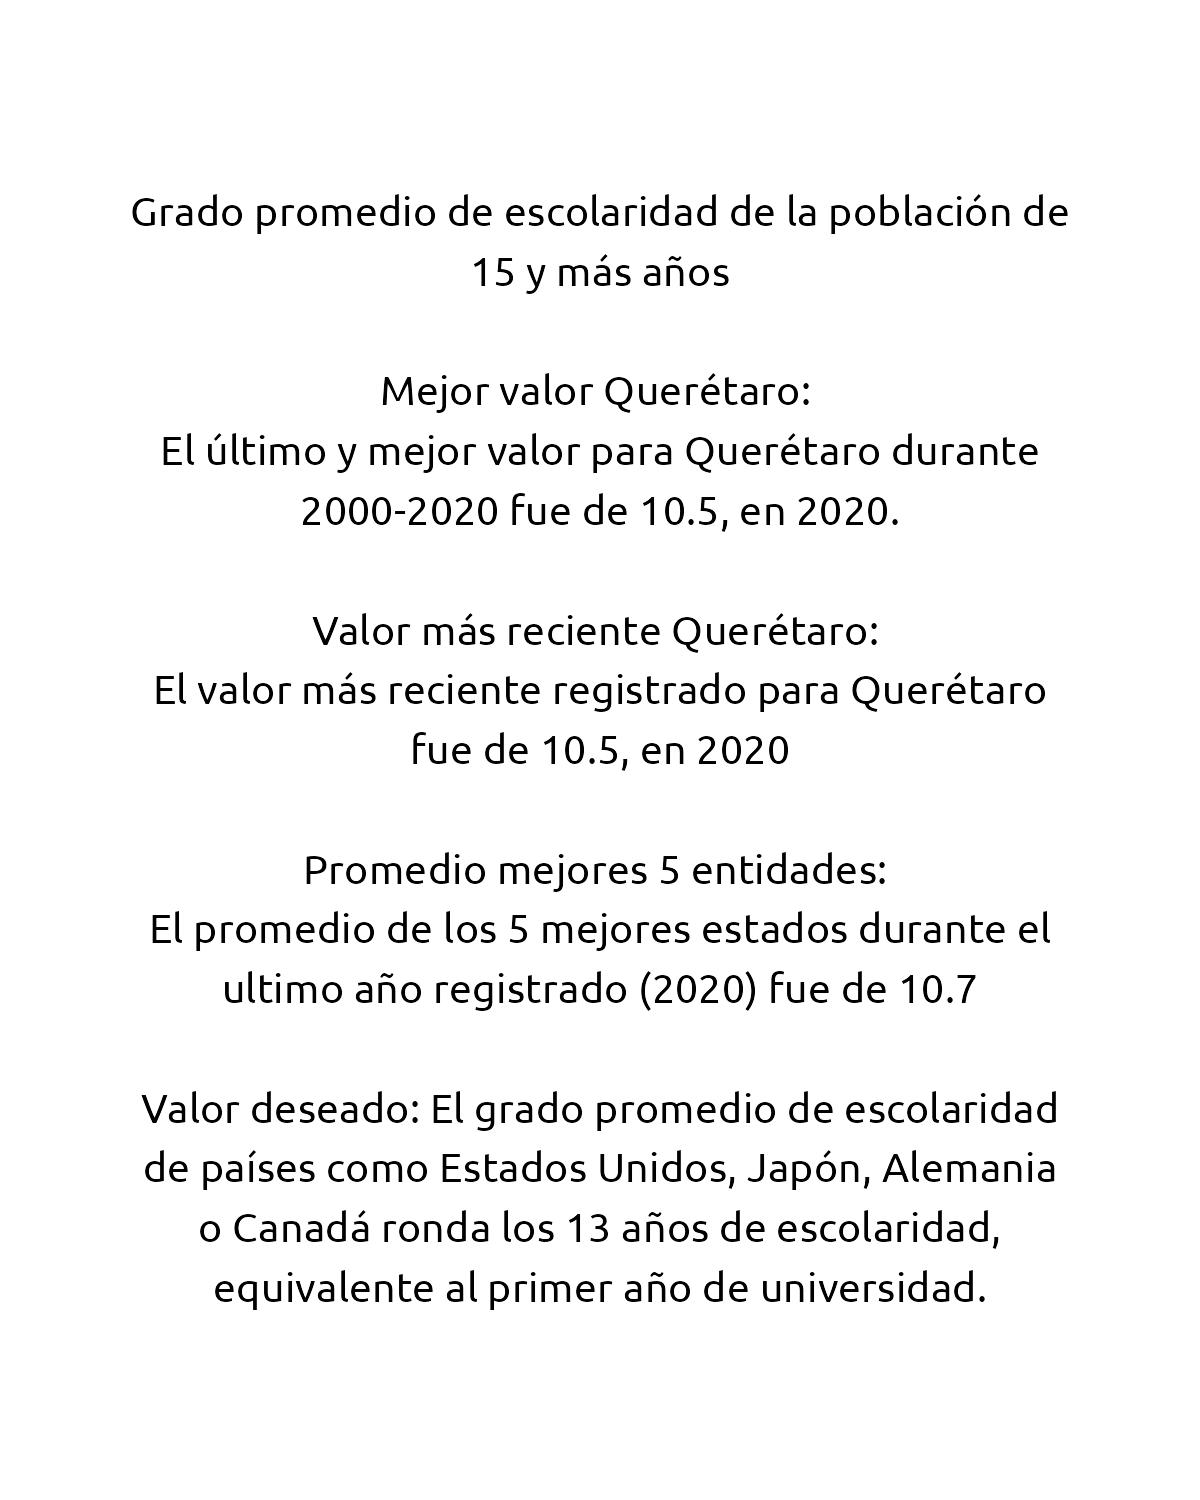 Grado promedio de escolaridad de la población de
15 y más años
Mejor valor Querétaro:
El último y mejor valor para Querétaro durante
2000-2020 fue de 10.5, en 2020.
Valor más reciente Querétaro:
El valor más reciente registrado para Querétaro
fue de 10.5, en 2020
Promedio mejores 5 entidades:
El promedio de los 5 mejores estados durante el
ultimo año registrado (2020) fue de 10.7
Valor deseado: El grado promedio de escolaridad
de países como Estados Unidos, Japón, Alemania
o Canadá ronda los 13 años de escolaridad,
equivalente al primer año de universidad.